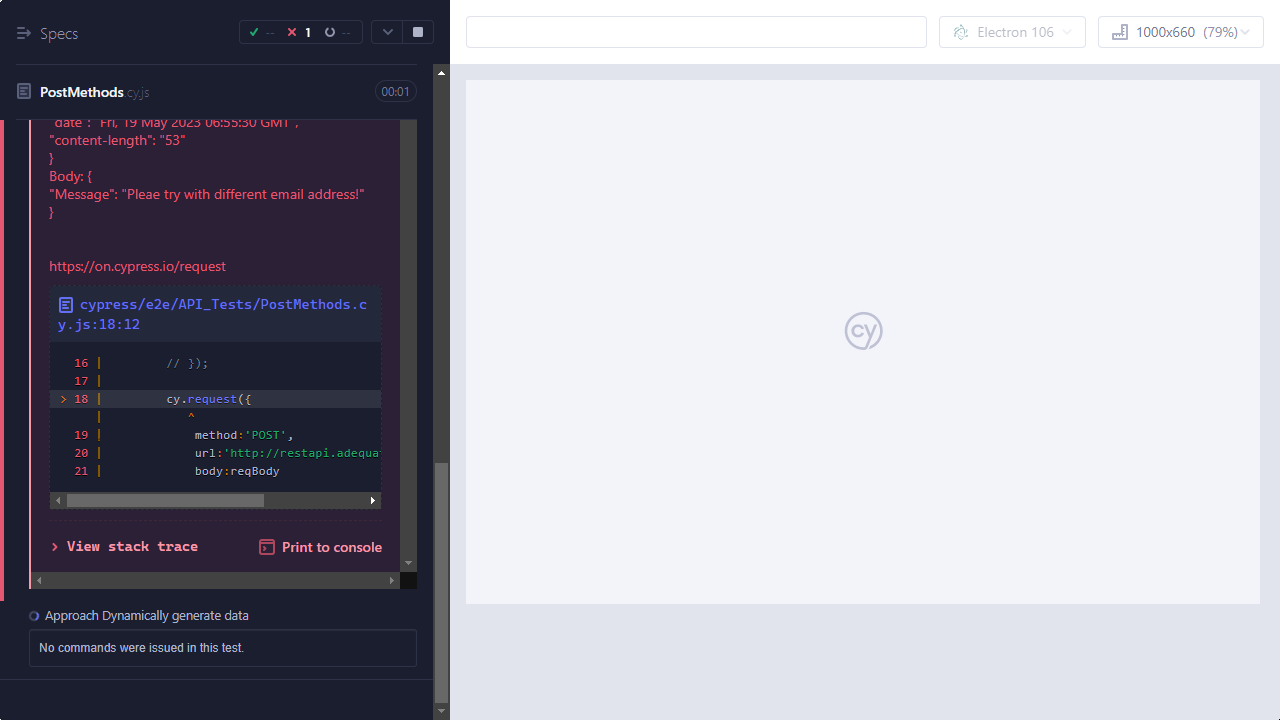 Specs
-- 1 --
Electron 106
1000x660 (79%)
PostMethods cy.js
00:01
"date": "Fri, 19 May 2023 06:55:30 GMT",
"content-length": "53"
}
Body: {
"Message": "Pleae try with different email address!"
}
https://on.cypress.io/request
cypress/e2e/API_Tests/PostMethods.c
y.js:18:12
16 | // });
17 |
> 18 | cy.request({
| ^
19 | method:'POST',
20 | url:'http://restapi.adequa
21 | body:reqBody
> View stack trace
Print to console
Approach Dynamically generate data
No commands were issued in this test.
cy